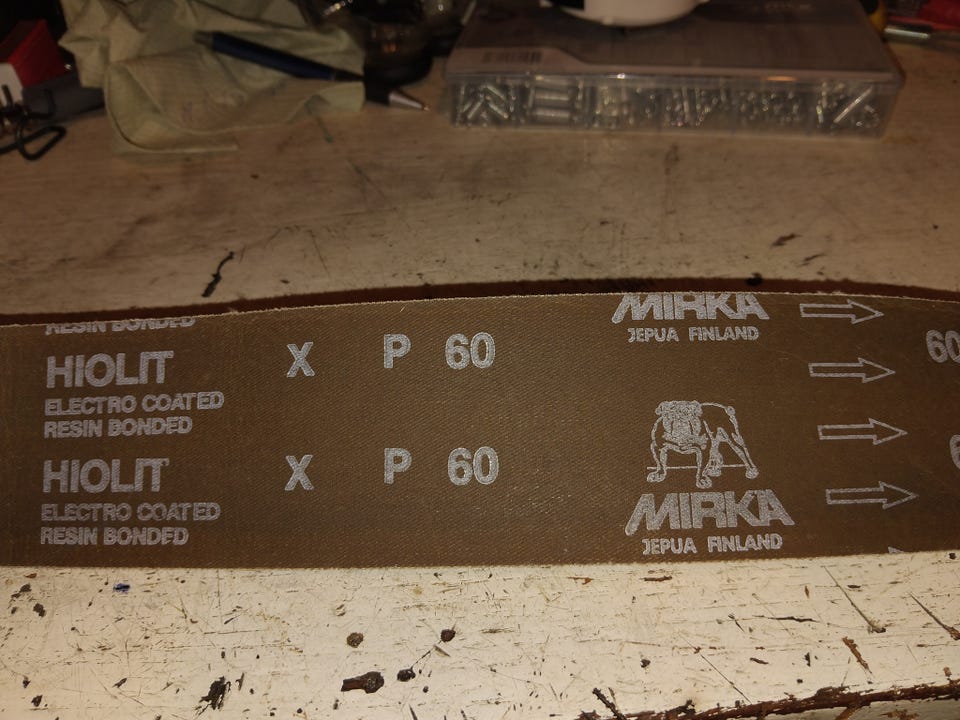 RESIN BONDED
HIOLIT X P 60
ELECTRO COATED
RESIN BONDED
HIOLIT X P 60
ELECTRO COATED
RESIN BONDED
MIRKA
JEPUA FINLAND
MIRKA
JEPUA FINLAND
60